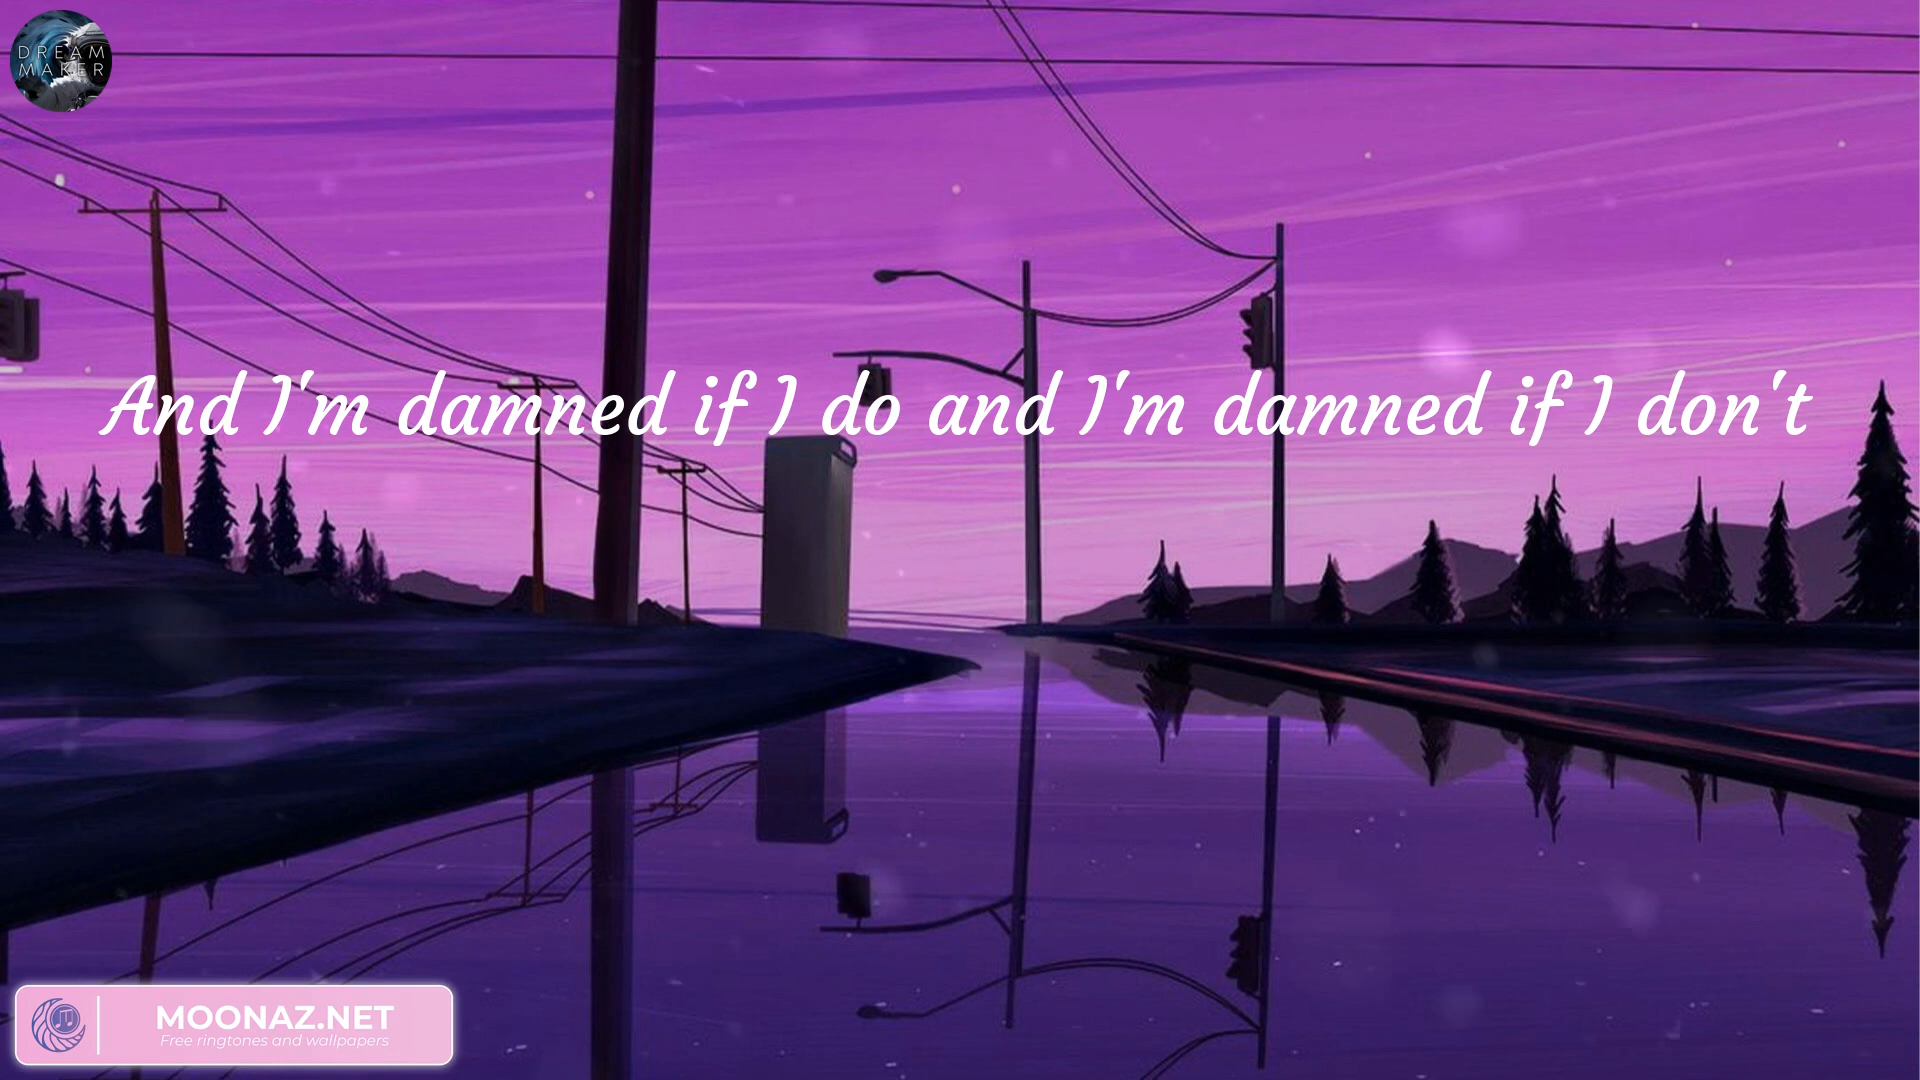 DREAM
MAKER
And I'm damned if I do and I'm damned if I don't
MOONAZ.NET
Free ringtones and wallpapers